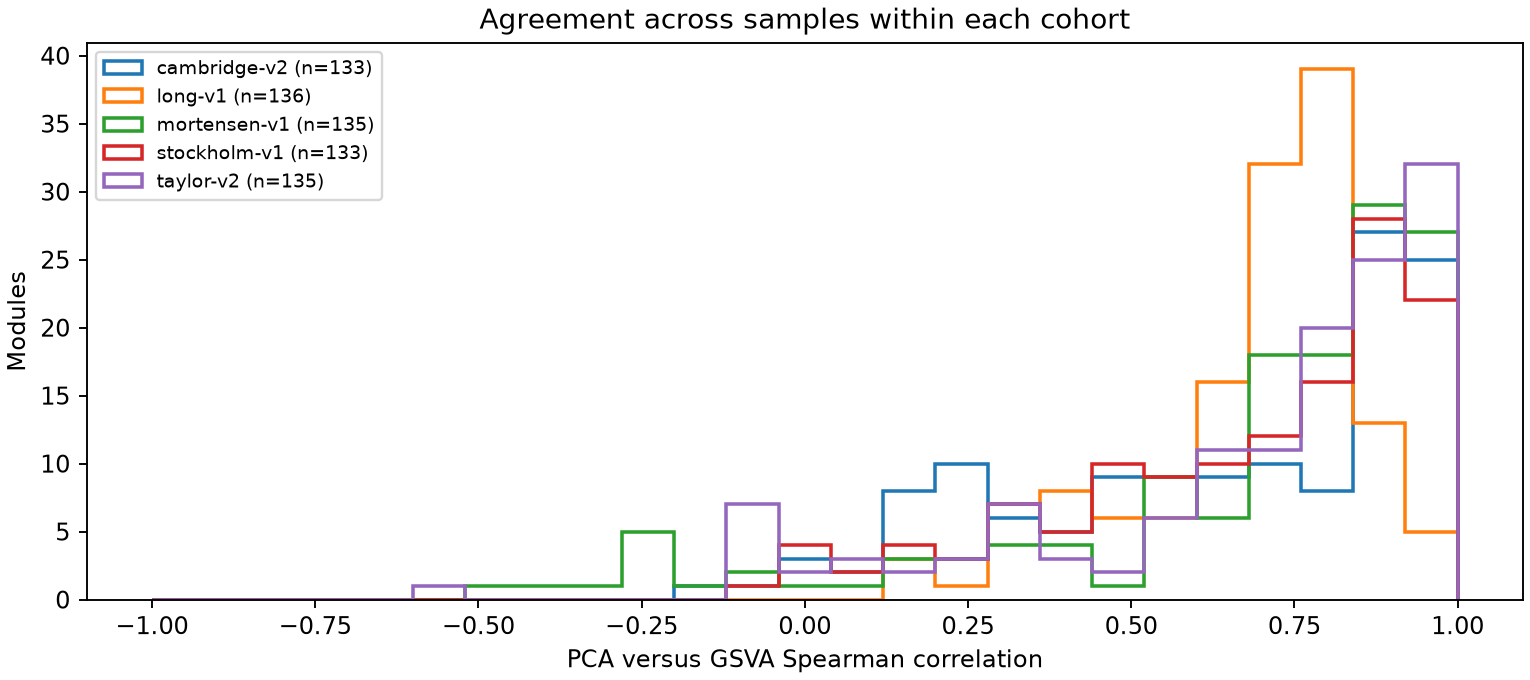 Agreement across samples within each cohort
40
35
30
25
20
15
10
5
0
Modules
cambridge-v2 (n=133)
long-v1 (n=136)
mortensen-v1 (n=135)
stockholm-v1 (n=133)
taylor-v2 (n=135)
−1.00 −0.75 −0.50 −0.25 0.00 0.25 0.50 0.75 1.00
PCA versus GSVA Spearman correlation